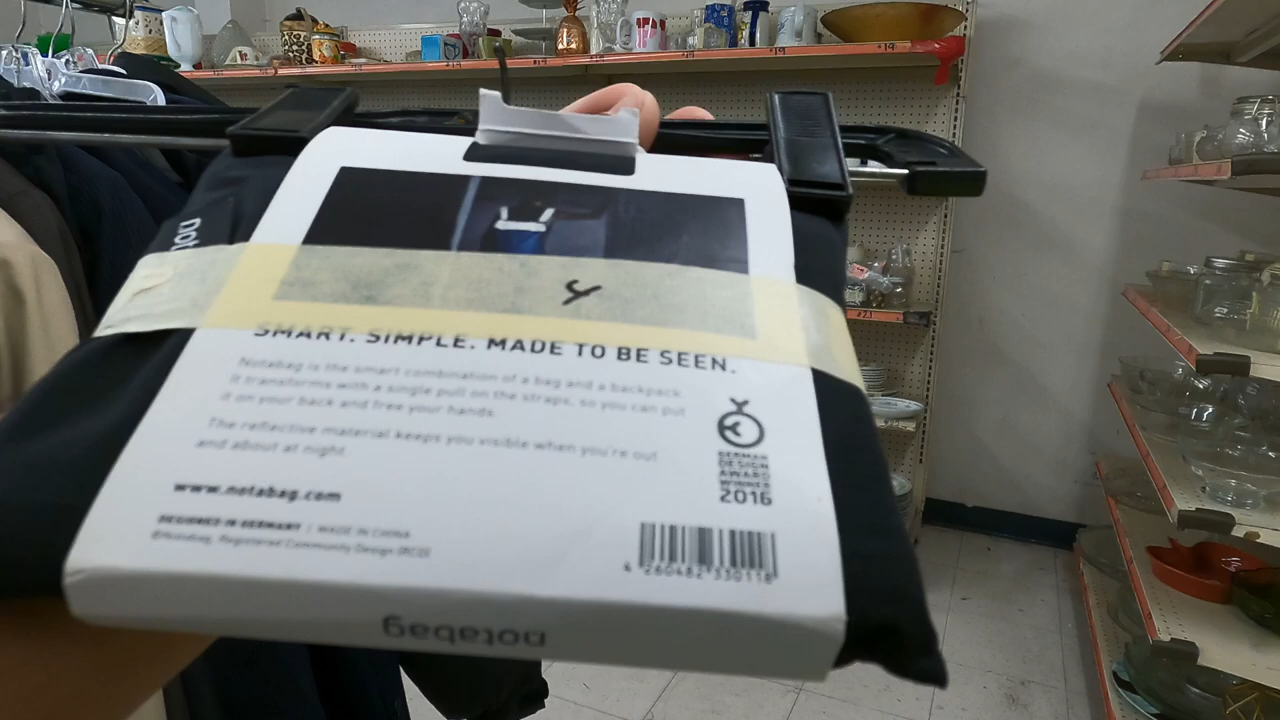 nota
SMART. SIMPLE. MADE TO BE SEEN.
Notabag is the smart combination of a bag and a backpack.
It transforms with a single pull on the straps, so you can put
it on your back and free your hands.
The reflective material keeps you visible when you're out
and about at night.
www.notabag.com
DESIGNED IN GERMANY | MADE IN CHINA
©Notabag, Registered Community Design (RCD)
GERMAN
DESIGN
AWARD
WINNER
2016
4 260482 330118
notabag